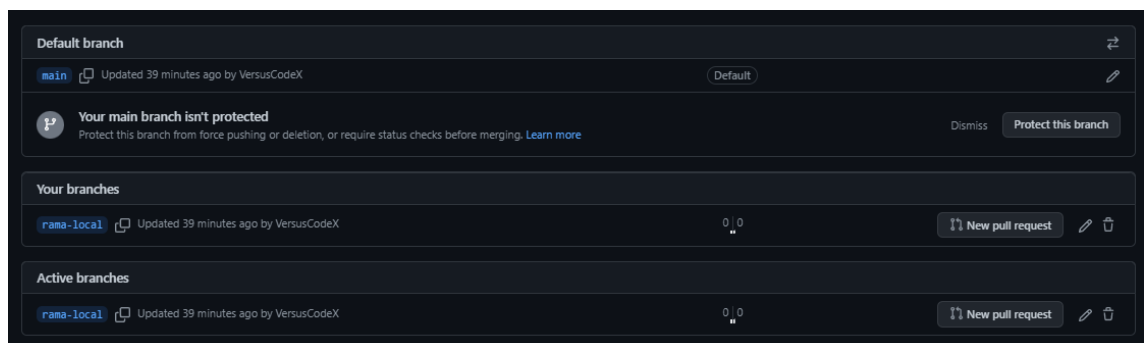 Default branch
main Updated 39 minutes ago by VersusCodeX Default
Your main branch isn't protected
Protect this branch from force pushing or deletion, or require status checks before merging. Learn more
Dismiss Protect this branch
Your branches
rama-local Updated 39 minutes ago by VersusCodeX 0 0 New pull request
Active branches
rama-local Updated 39 minutes ago by VersusCodeX 0 0 New pull request